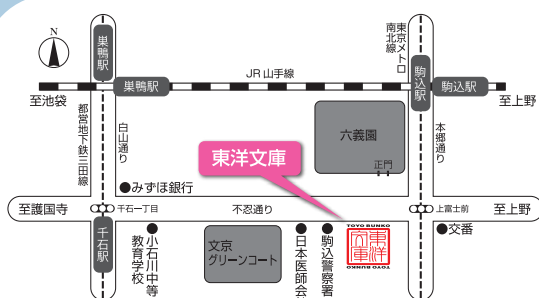 N
巣鴨駅
巣鴨駅
JR山手線
東京メトロ
南北線
駒込駅
駒込駅
至池袋
至上野
都営地下鉄三田線
白山通り
六義園
正門
本郷通り
東洋文庫
●みずほ銀行
至護国寺
千石一丁目
不忍通り
上富士前
至上野
千石駅
●小石川中等
教育学校
文京
グリーンコート
●日本医師会
●駒込警察署
TOYO BUNKO
東洋
文庫
TOYO BUNKO
●交番